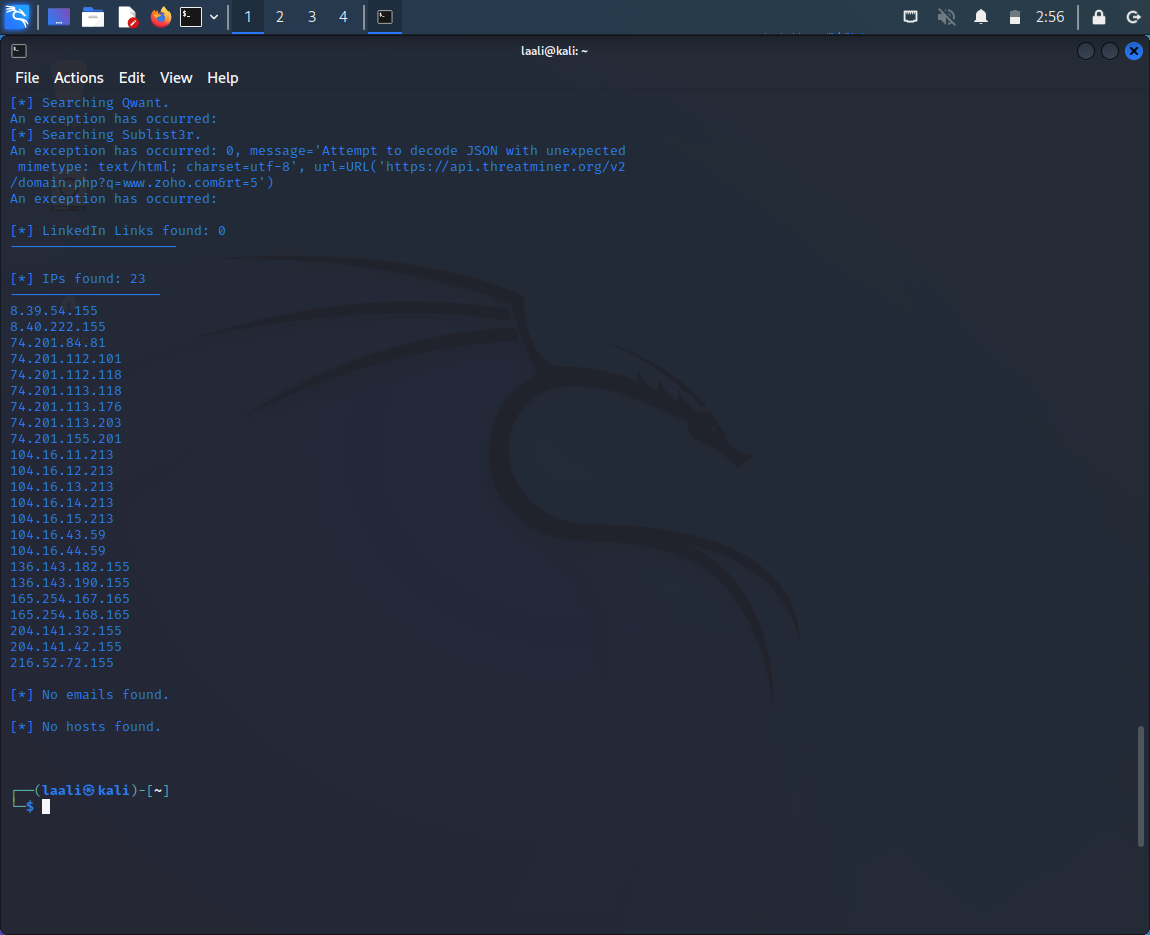 1 2 3 4 2:56
laali@kali: ~
File Actions Edit View Help
[*] Searching Qwant.
An exception has occurred:
[*] Searching Sublist3r.
An exception has occurred: 0, message='Attempt to decode JSON with unexpected
mimetype: text/html; charset=utf-8', url=URL('https://api.threatminer.org/v2
/domain.php?q=www.zoho.com&rt=5')
An exception has occurred:
[*] LinkedIn Links found: 0
[*] IPs found: 23
8.39.54.155
8.40.222.155
74.201.84.81
74.201.112.101
74.201.112.118
74.201.113.118
74.201.113.176
74.201.113.203
74.201.155.201
104.16.11.213
104.16.12.213
104.16.13.213
104.16.14.213
104.16.15.213
104.16.43.59
104.16.44.59
136.143.182.155
136.143.190.155
165.254.167.165
165.254.168.165
204.141.32.155
204.141.42.155
216.52.72.155
[*] No emails found.
[*] No hosts found.
┌──(laali㉿kali)-[~]
└─$